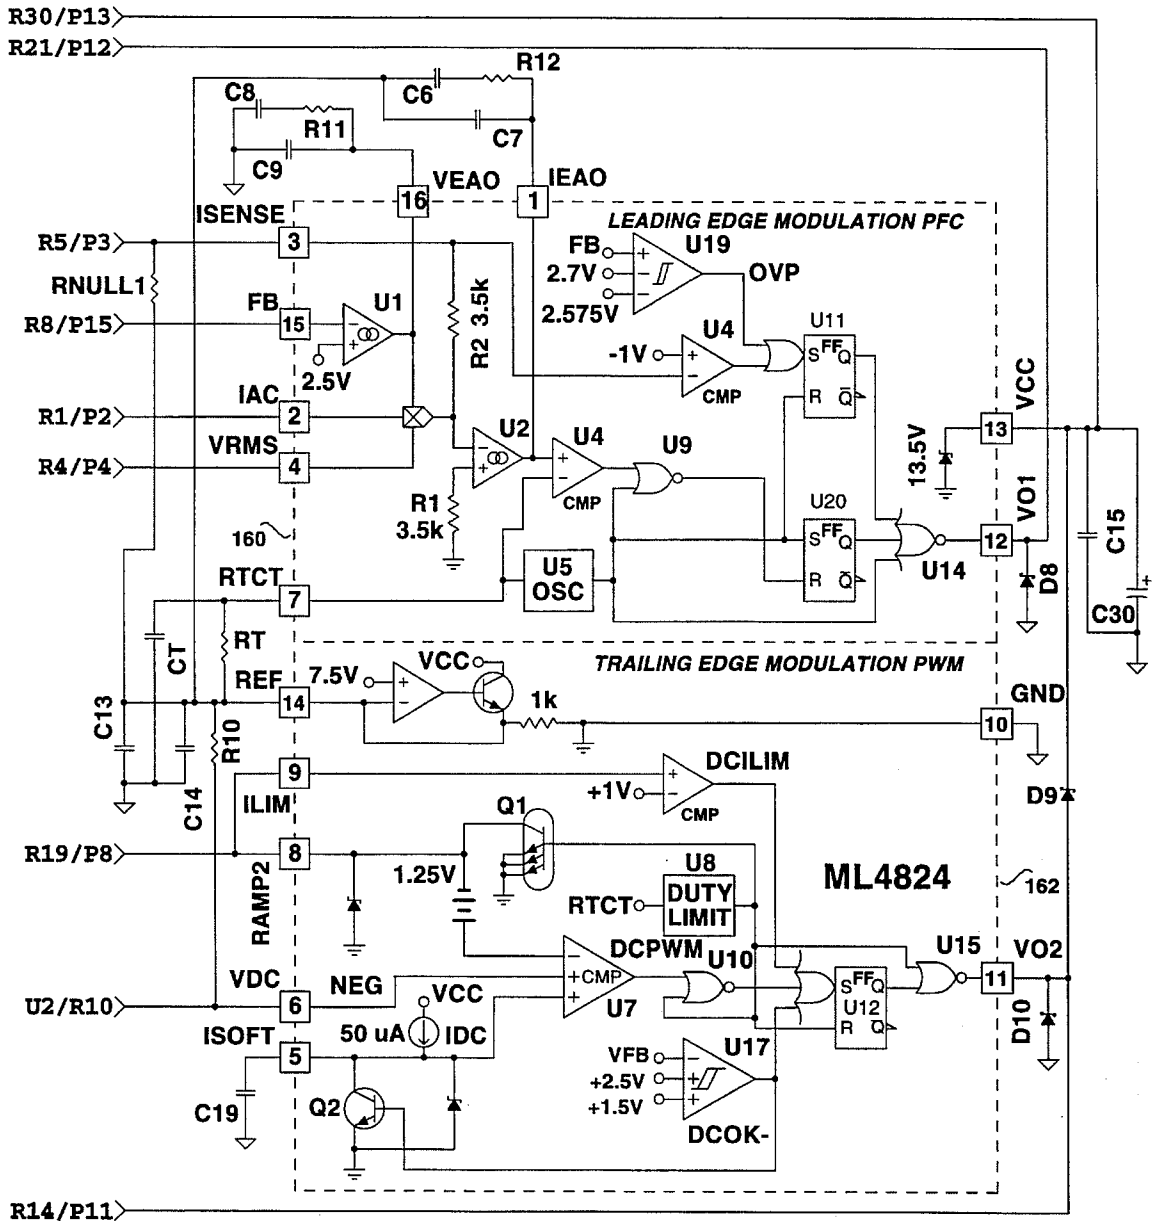 R30/P13
R21/P12
R12
C6
C8
R11
C7
C9
VEAO
IEAO
16
1
ISENSE
LEADING EDGE MODULATION PFC
R5/P3
3
FB
U19
2.7V
OVP
RNULL1
2.575V
FB
U1
R2 3.5k
U4
U11
R8/P15
15
-1V
S FF Q
2.5V
CMP
R Q
IAC
VCC
R1/P2
2
U2
U4
U9
13
VRMS
13.5V
R4/P4
4
CMP
R1
3.5k
U20
VO1
160
S FF Q
12
C15
U14
RTCT
U5
OSC
R Q
D8
7
C30
+
RT
CT
TRAILING EDGE MODULATION PWM
VCC
REF
7.5V
GND
14
1k
10
C13
R10
9
DCILIM
D9
ILIM
+1V
CMP
C14
Q1
R19/P8
8
1.25V
U8
ML4824
RAMP2
DUTY
LIMIT
162
RTCT
DCPWM
U10
U15
VO2
VDC
NEG
CMP
S FF Q
11
U2/R10
6
VCC
U7
U12
D10
ISOFT
50 uA
IDC
R Q
5
U17
VFB
+2.5V
C19
Q2
+1.5V
DCOK-
R14/P11